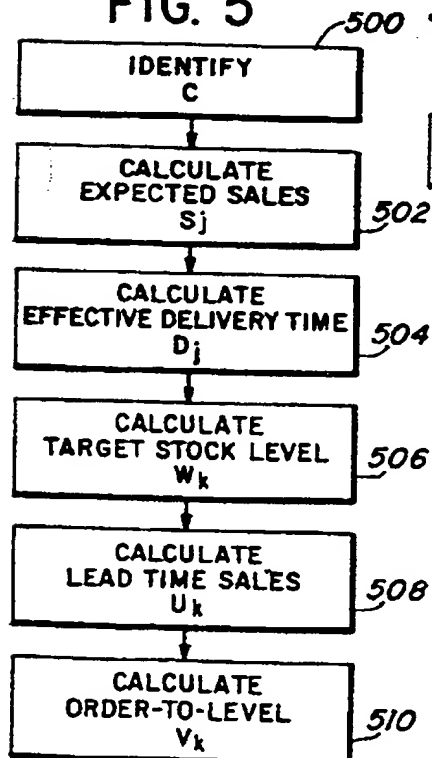 FIG. 5
500
IDENTIFY
C
CALCULATE
EXPECTED SALES
Sj
502
CALCULATE
EFFECTIVE DELIVERY TIME
Dj
504
CALCULATE
TARGET STOCK LEVEL
Wk
506
CALCULATE
LEAD TIME SALES
Uk
508
CALCULATE
ORDER-TO-LEVEL
Vk
510